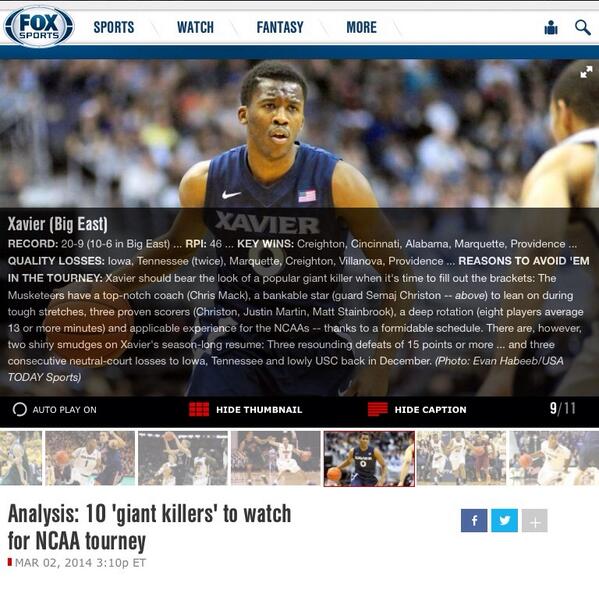 FOX
SPORTS
SPORTS WATCH FANTASY MORE
XAVIER
0
Xavier (Big East)
RECORD: 20-9 (10-6 in Big East) ... RPI: 46 ... KEY WINS: Creighton, Cincinnati, Alabama, Marquette, Providence ...
QUALITY LOSSES: Iowa, Tennessee (twice), Marquette, Creighton, Villanova, Providence ... REASONS TO AVOID 'EM
IN THE TOURNEY: Xavier should bear the look of a popular giant killer when it's time to fill out the brackets: The
Musketeers have a top-notch coach (Chris Mack), a bankable star (guard Semaj Christon -- above) to lean on during
tough stretches, three proven scorers (Christon, Justin Martin, Matt Stainbrook), a deep rotation (eight players average
13 or more minutes) and applicable experience for the NCAAs -- thanks to a formidable schedule. There are, however,
two shiny smudges on Xavier's season-long resume: Three resounding defeats of 15 points or more ... and three
consecutive neutral-court losses to Iowa, Tennessee and lowly USC back in December. (Photo: Evan Habeeb/USA
TODAY Sports)
AUTO PLAY ON HIDE THUMBNAIL HIDE CAPTION 9/11
Analysis: 10 'giant killers' to watch
for NCAA tourney
MAR 02, 2014 3:10p ET